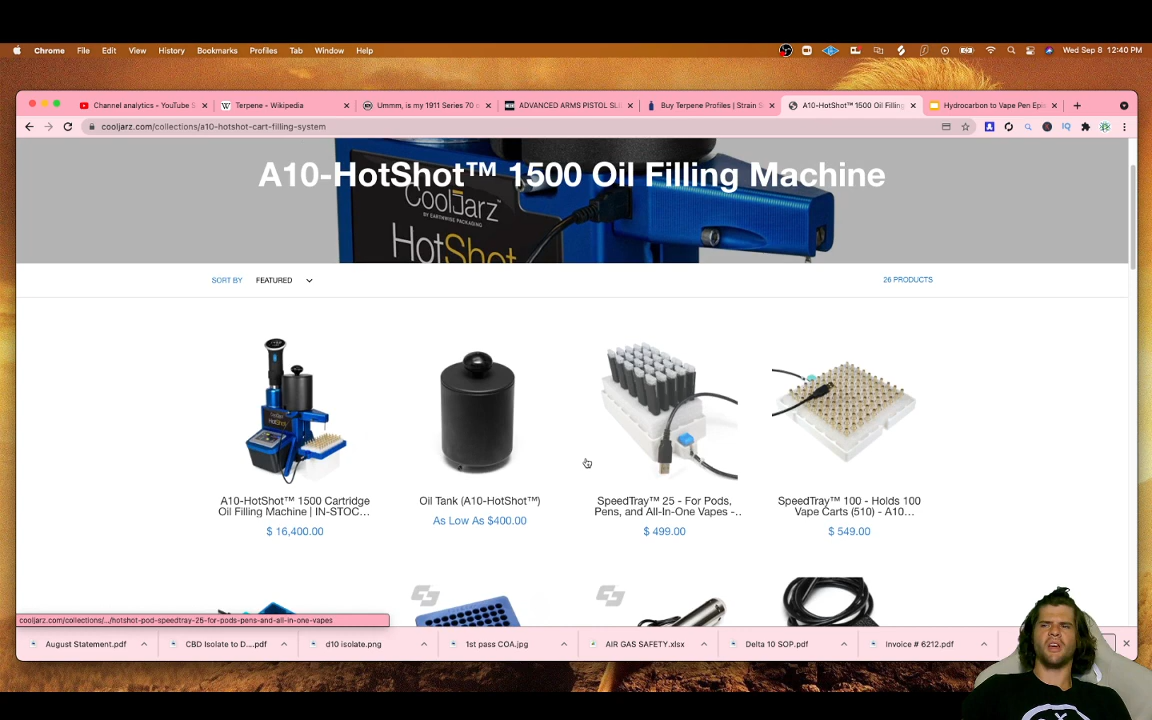 Chrome File Edit View History Bookmarks Profiles Tab Window Help
Wed Sep 8 12:40 PM
Channel analytics - YouTube S
Terpene - Wikipedia
Ummm, is my 1911 Series 70 o
ADVANCED ARMS PISTOL SLI
Buy Terpene Profiles | Strain S
A10-HotShot™ 1500 Oil Filling
Hydrocarbon to Vape Pen Epi
cooljarz.com/collections/a10-hotshot-cart-filling-system
A10-HotShot™ 1500 Oil Filling Machine
CoolJarz™
BY EARTHWISE PACKAGING
HotShot
SORT BY FEATURED
26 PRODUCTS
A10-HotShot™ 1500 Cartridge
Oil Filling Machine | IN-STOC...
$ 16,400.00
Oil Tank (A10-HotShot™)
As Low As $400.00
SpeedTray™ 25 - For Pods,
Pens, and All-In-One Vapes -...
$ 499.00
SpeedTray™ 100 - Holds 100
Vape Carts (510) - A10...
$ 549.00
cooljarz.com/collections/.../hotshot-pod-speedtray-25-for-pods-pens-and-all-in-one-vapes
August Statement.pdf
CBD Isolate to D....pdf
d10 isolate.png
1st pass COA.jpg
AIR GAS SAFETY.xlsx
Delta 10 SOP.pdf
Invoice # 6212.pdf